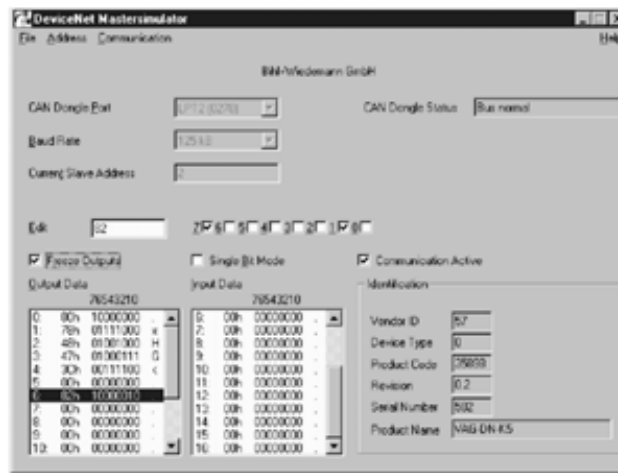 DeviceNet Mastersimulator
File Address Communication Help
Bihl+Wiedemann GmbH
CAN Dongle Port LPT2 (0278) CAN Dongle Status Bus normal
Baud Rate 125 kB
Current Slave Address 2
Edit 82 7 6 5 4 3 2 1 0
Freeze Outputs Single Bit Mode Communication Active
Output Data Input Data Identification
76543210 76543210
0: 80h 10000000 . 6: 00h 00000000 .
1: 78h 01111000 x 7: 00h 00000000 . Vendor ID 57
2: 48h 01001000 H 8: 00h 00000000 . Device Type 0
3: 47h 01000111 G 9: 00h 00000000 .
4: 3Ch 00111100 < 10: 00h 00000000 . Product Code
5: 00h 00000000 . 11: 00h 00000000 . Revision 0.2
6: 82h 10000010 . 12: 00h 00000000 .
7: 00h 00000000 . 13: 00h 00000000 . Serial Number 582
8: 00h 00000000 . 14: 00h 00000000 .
9: 00h 00000000 . 15: 00h 00000000 . Product Name VAG-DN-KS
10: 00h 00000000 . 16: 00h 00000000 .